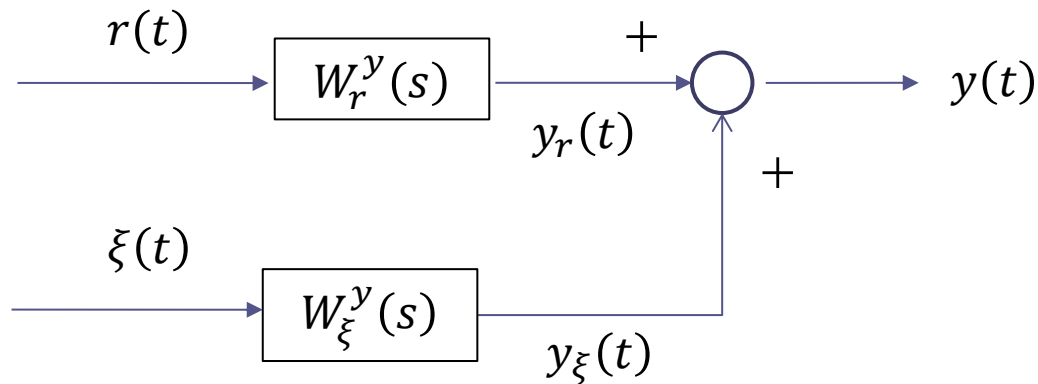 r(t)
+
W_r^y(s)
y(t)
y_r(t)
+
ξ(t)
W_ξ^y(s)
y_ξ(t)